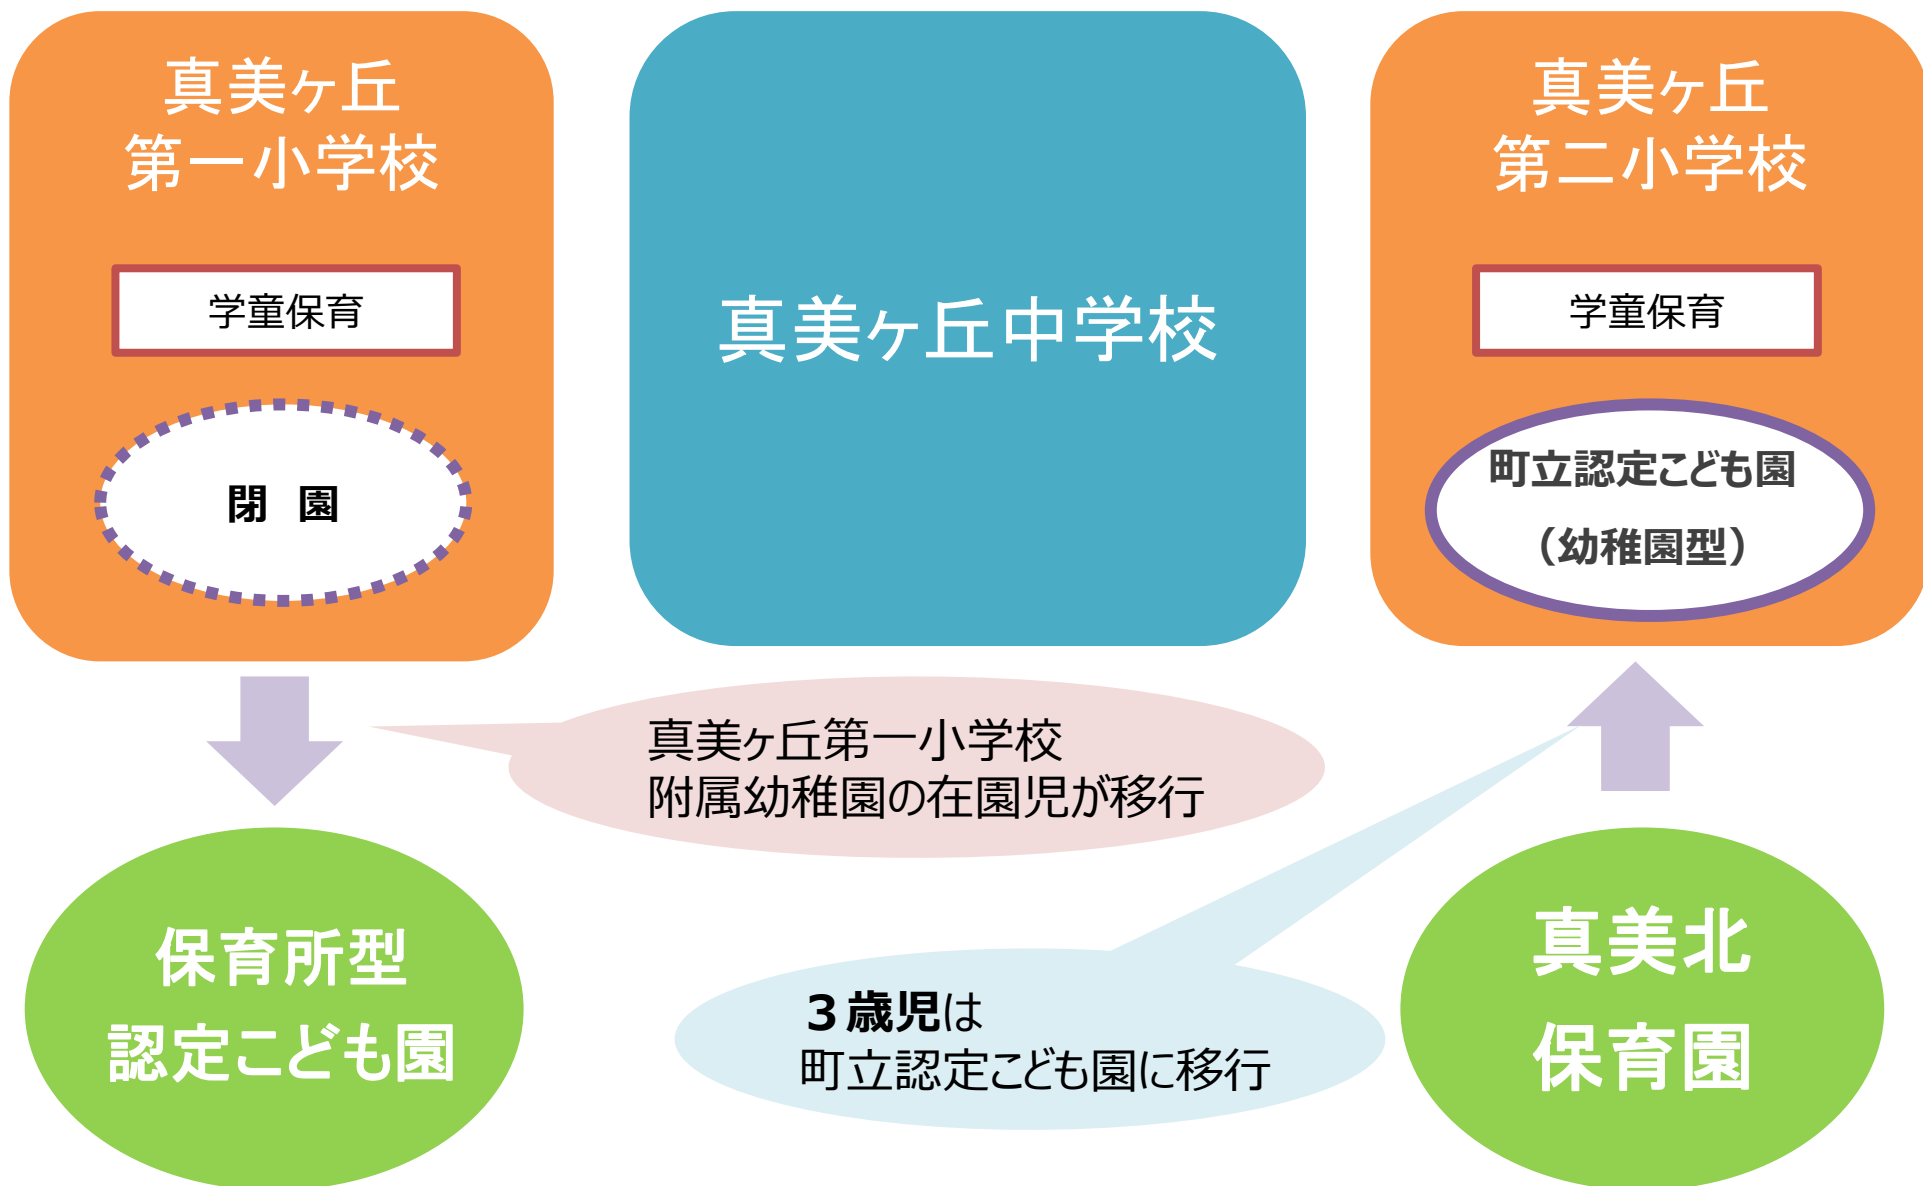 真美ヶ丘
第一小学校
学童保育
閉　園
真美ヶ丘中学校
真美ヶ丘
第二小学校
学童保育
町立認定こども園
（幼稚園型）
真美ヶ丘第一小学校
附属幼稚園の在園児が移行
保育所型
認定こども園
３歳児は
町立認定こども園に移行
真美北
保育園